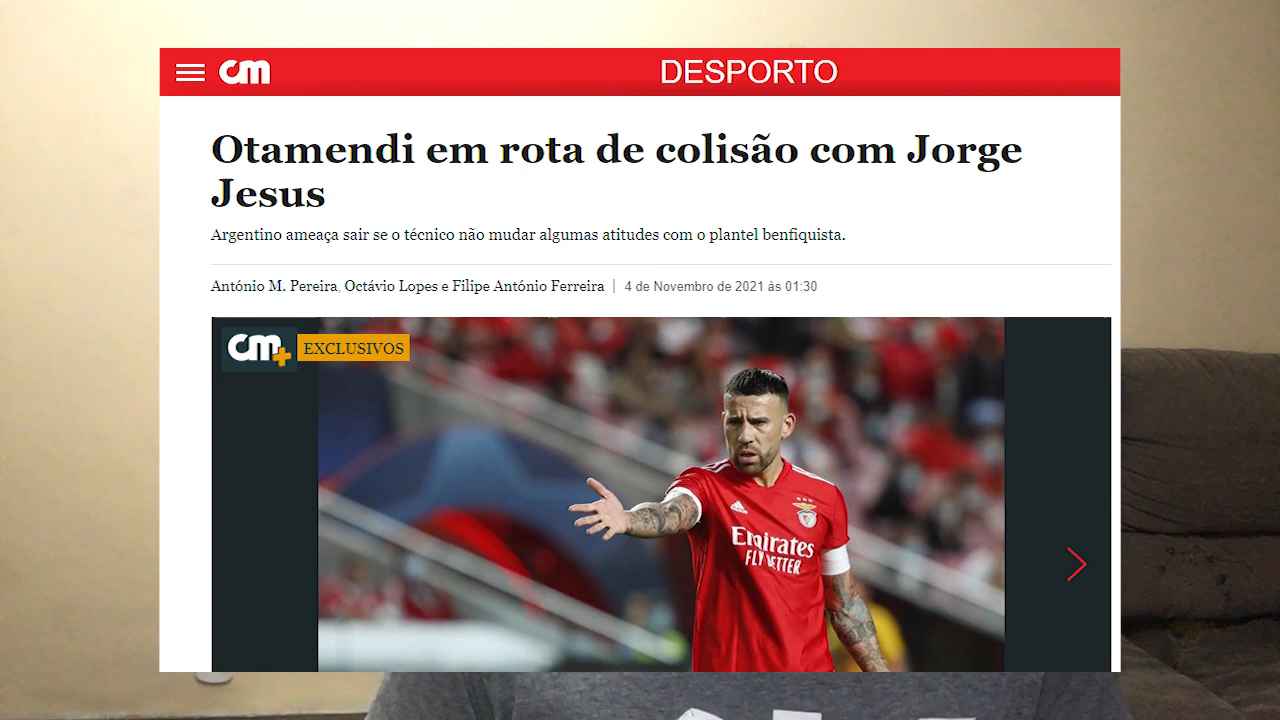 cm DESPORTO
Otamendi em rota de colisão com Jorge
Jesus
Argentino ameaça sair se o técnico não mudar algumas atitudes com o plantel benfiquista.
António M. Pereira, Octávio Lopes e Filipe António Ferreira | 4 de Novembro de 2021 às 01:30
cm+ EXCLUSIVOS
Emirates
FLY BETTER